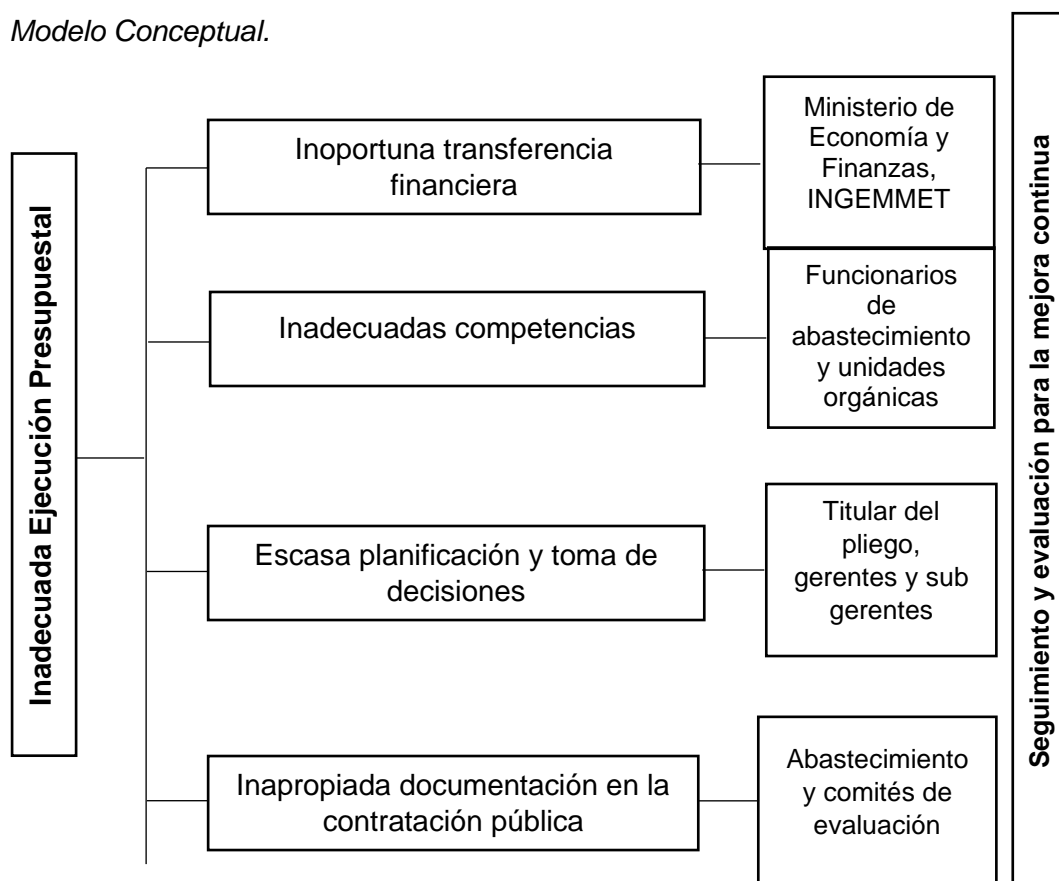 Modelo Conceptual.
Inadecuada Ejecución Presupuestal
Inoportuna transferencia
financiera
Ministerio de
Economía y
Finanzas,
INGEMMET
Inadecuadas competencias
Funcionarios
de
abastecimiento
y unidades
orgánicas
Escasa planificación y toma de
decisiones
Titular del
pliego,
gerentes y sub
gerentes
Inapropiada documentación en la
contratación pública
Abastecimiento
y comités de
evaluación
Seguimiento y evaluación para la mejora continua